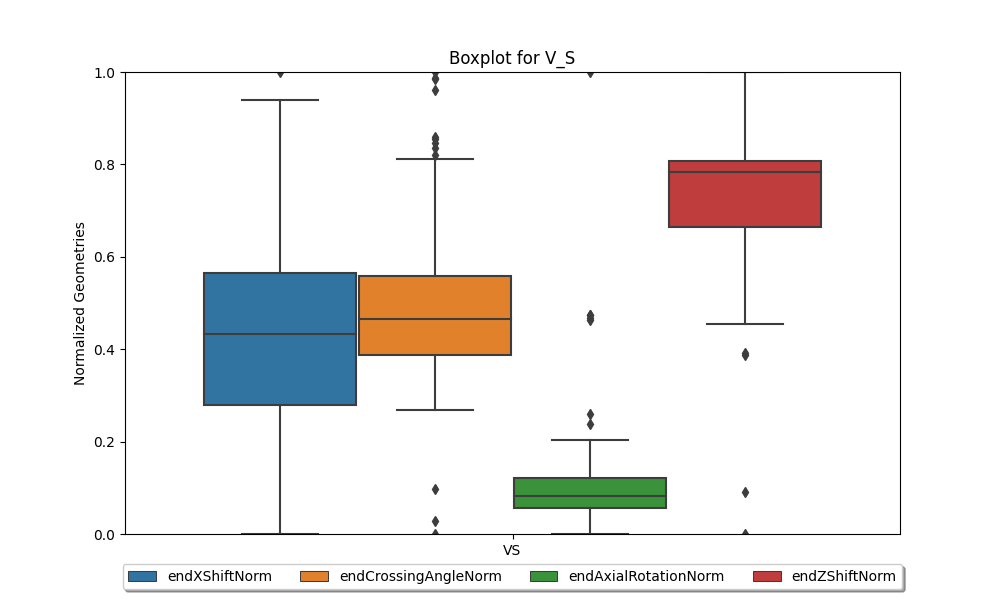 Boxplot for V_S
1.0
0.8
0.6
0.4
0.2
0.0
Normalized Geometries
VS
endXShiftNorm endCrossingAngleNorm endAxialRotationNorm endZShiftNorm